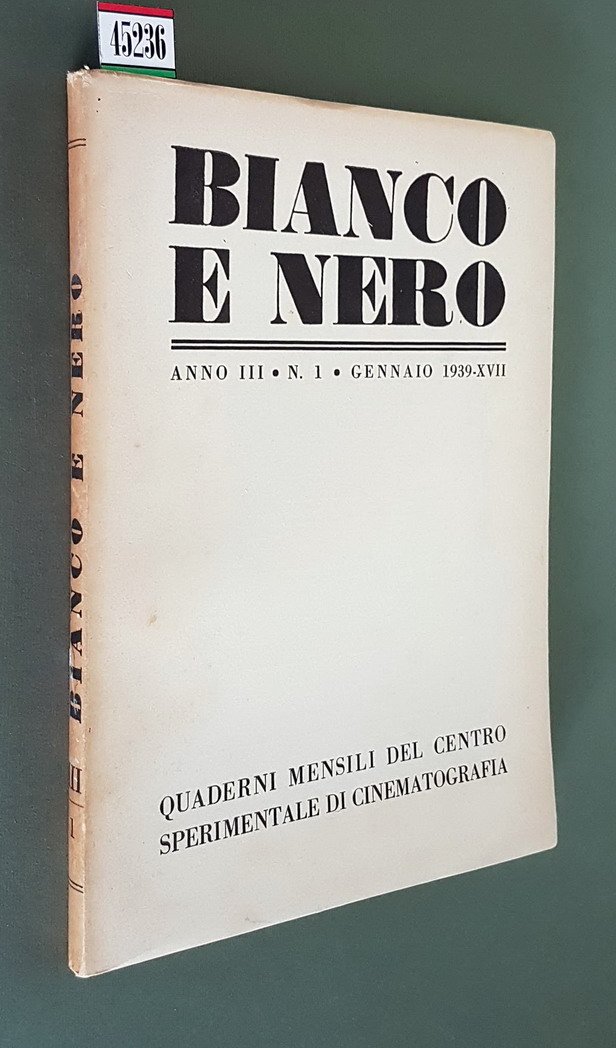 45236
BIANCO
E NERO
ANNO III • N. 1 • GENNAIO 1939-XVII
QUADERNI MENSILI DEL CENTRO
SPERIMENTALE DI CINEMATOGRAFIA
BIANCO E NERO
III
1